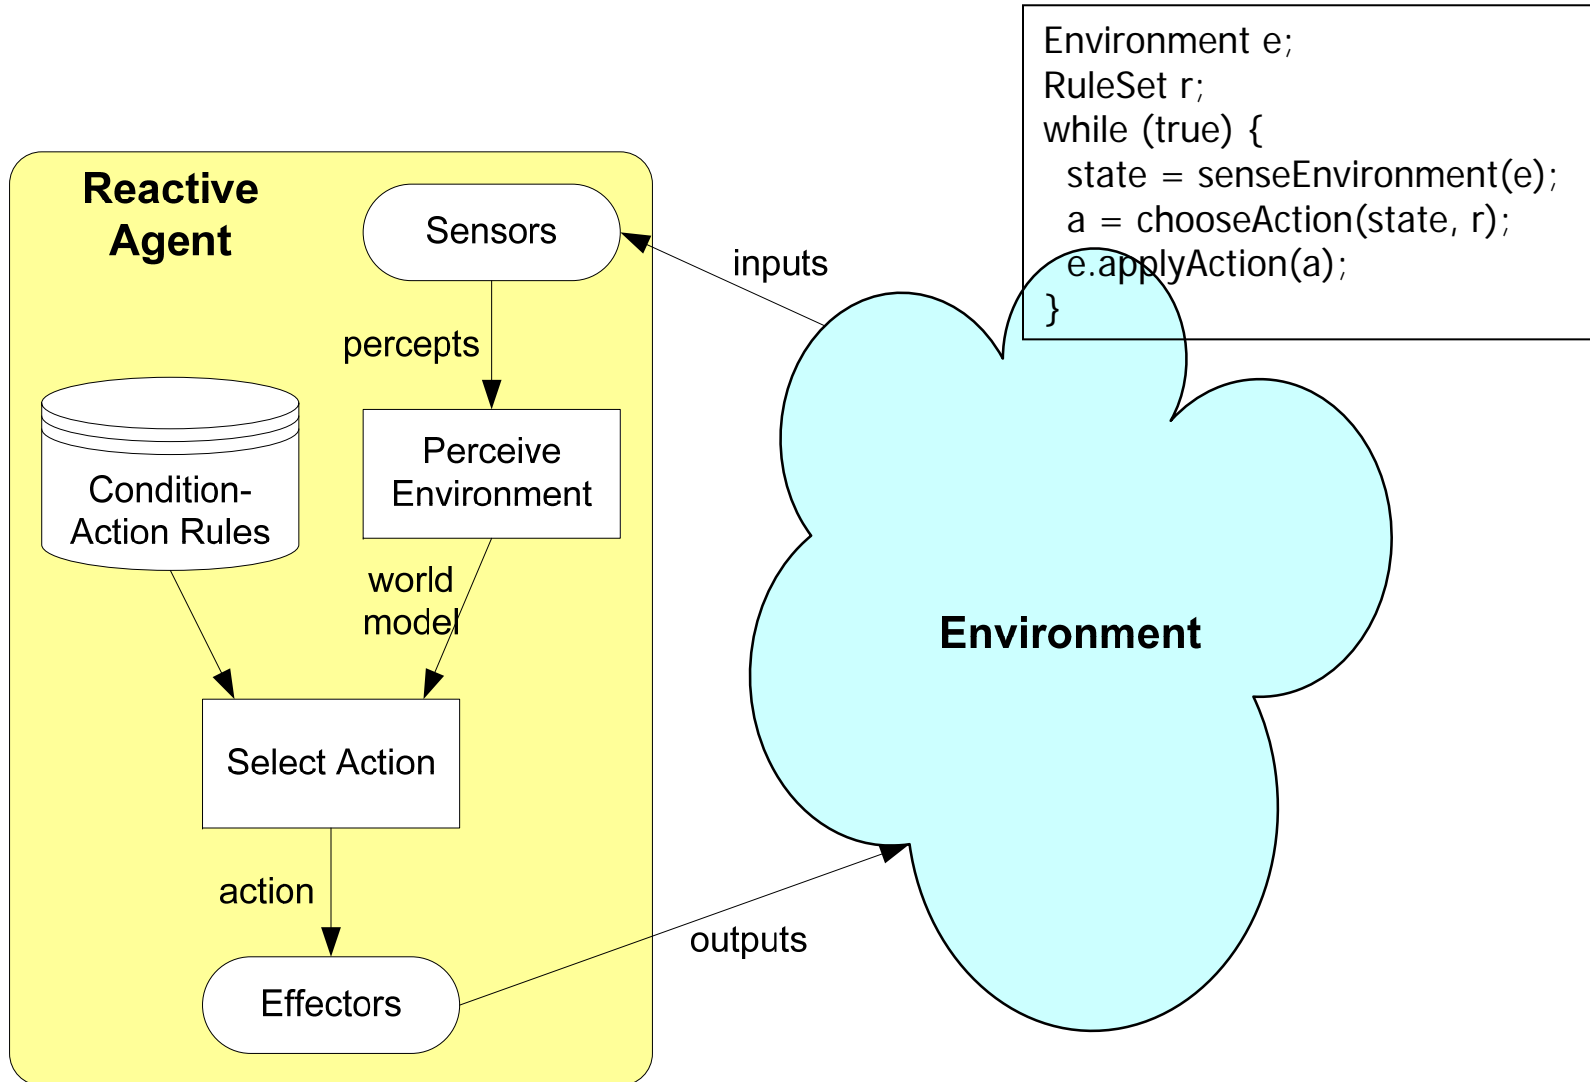 Environment e;
RuleSet r;
while (true) {
state = senseEnvironment(e);
a = chooseAction(state, r);
e.applyAction(a);
}
Reactive
Agent
Sensors
inputs
percepts
Perceive
Environment
Condition-
Action Rules
world
model
Environment
Select Action
action
outputs
Effectors